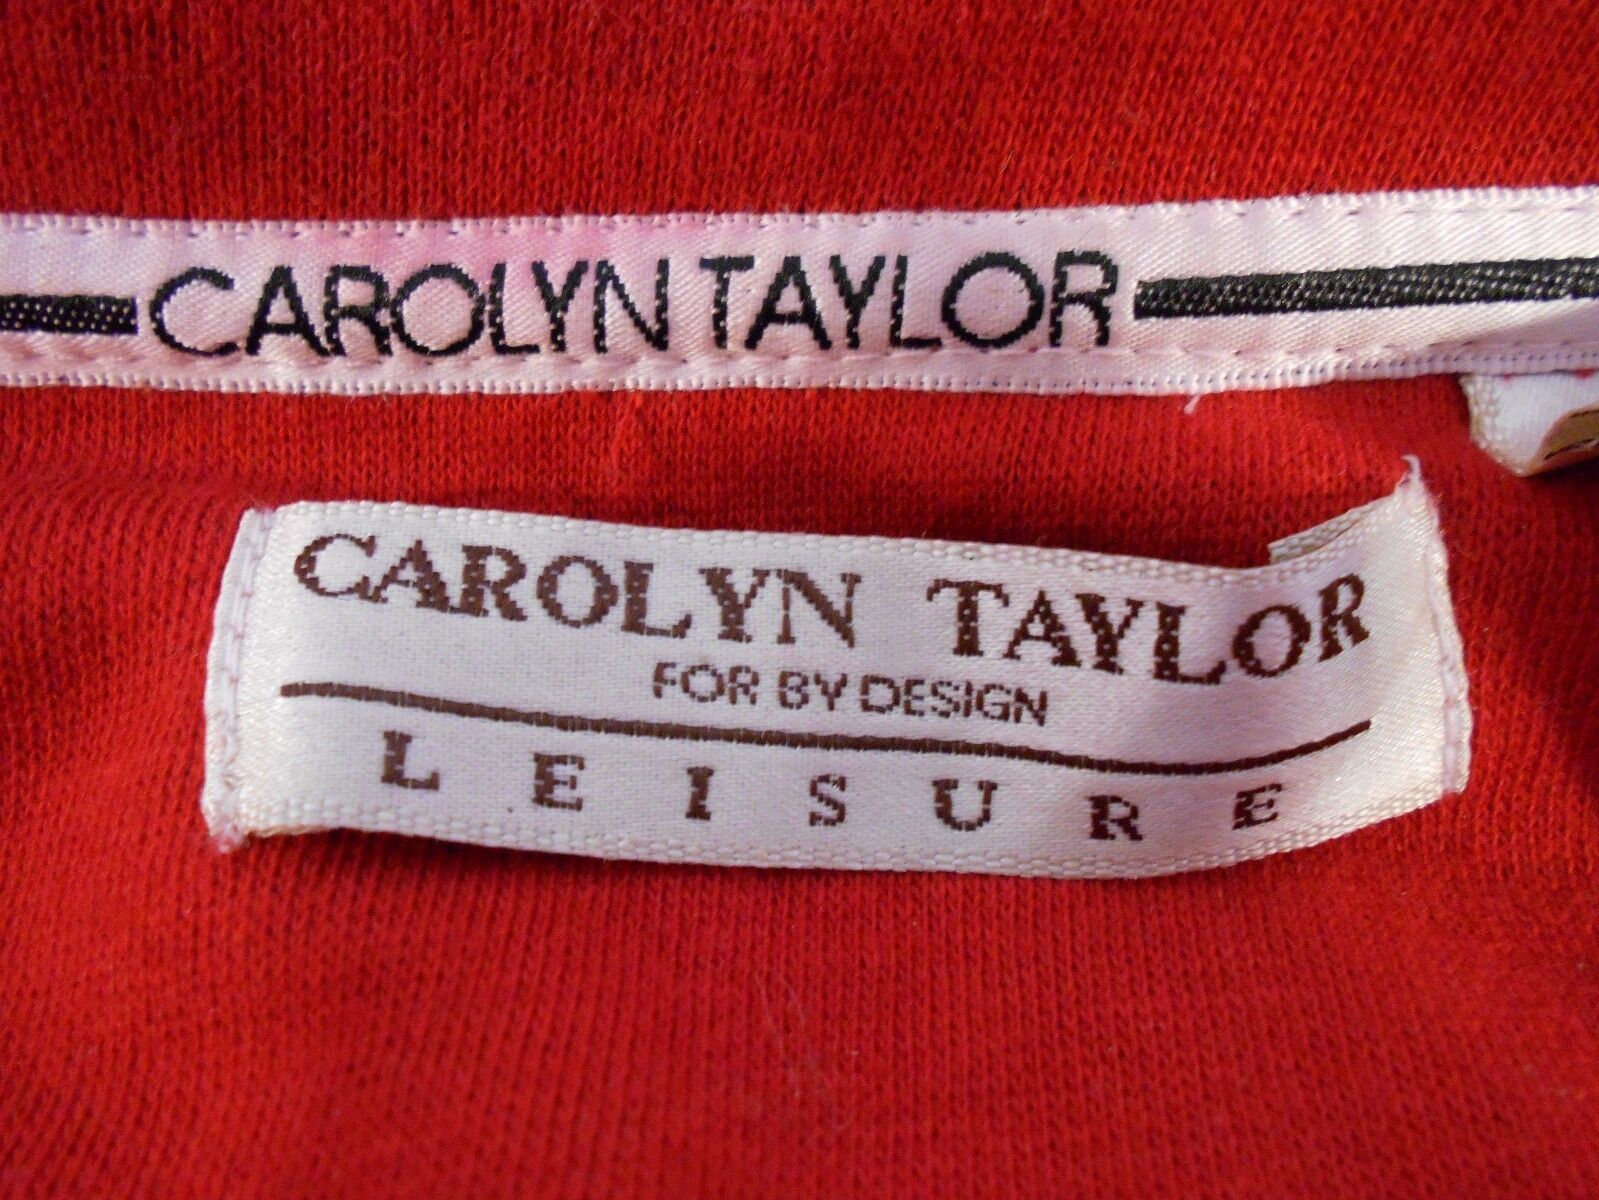 CAROLYN TAYLOR
CAROLYN TAYLOR
FOR BY DESIGN
LEISURE